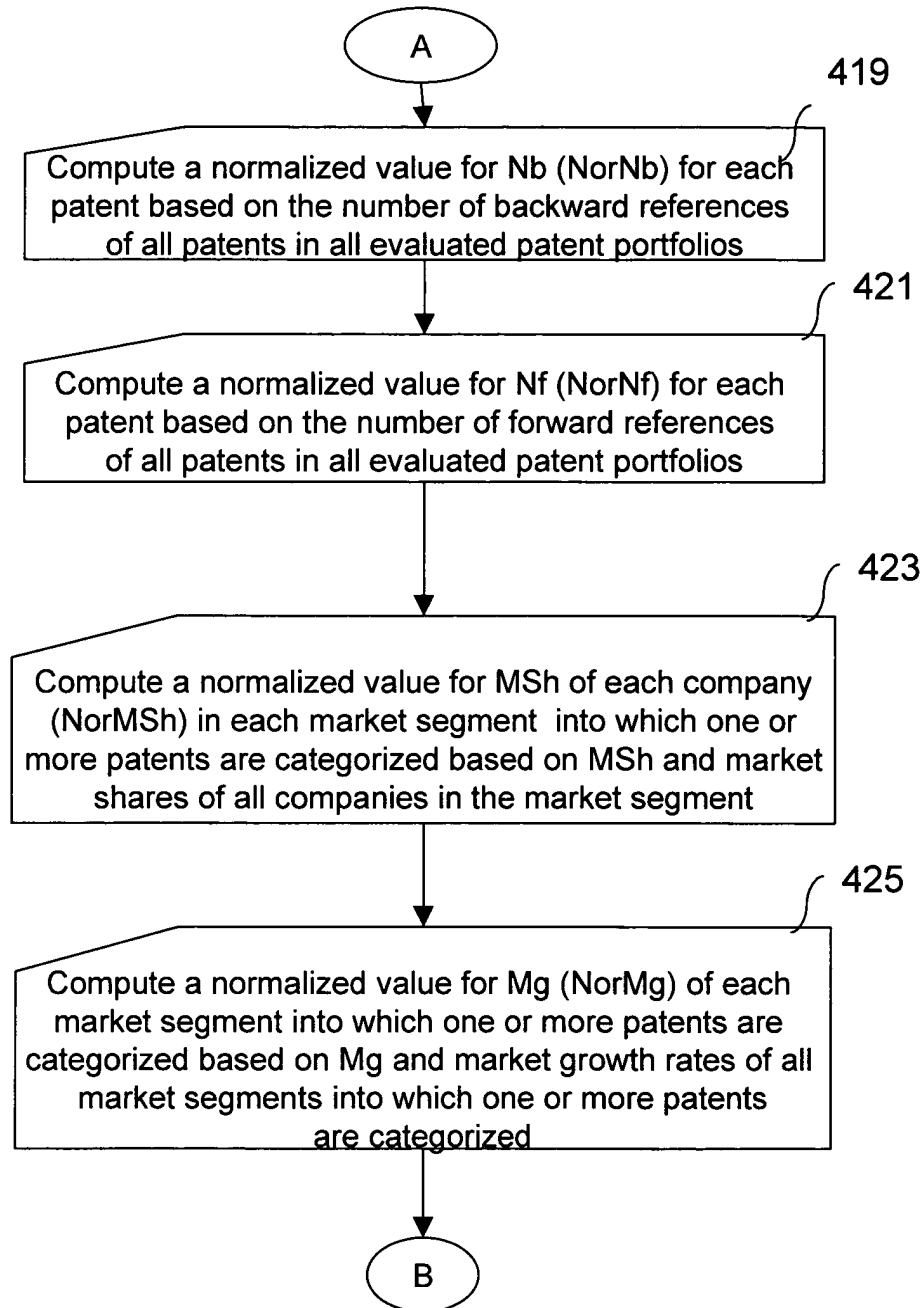 A
419
Compute a normalized value for Nb (NorNb) for each
patent based on the number of backward references
of all patents in all evaluated patent portfolios
421
Compute a normalized value for Nf (NorNf) for each
patent based on the number of forward references
of all patents in all evaluated patent portfolios
423
Compute a normalized value for MSh of each company
(NorMSh) in each market segment into which one or
more patents are categorized based on MSh and market
shares of all companies in the market segment
425
Compute a normalized value for Mg (NorMg) of each
market segment into which one or more patents are
categorized based on Mg and market growth rates of all
market segments into which one or more patents
are categorized
B